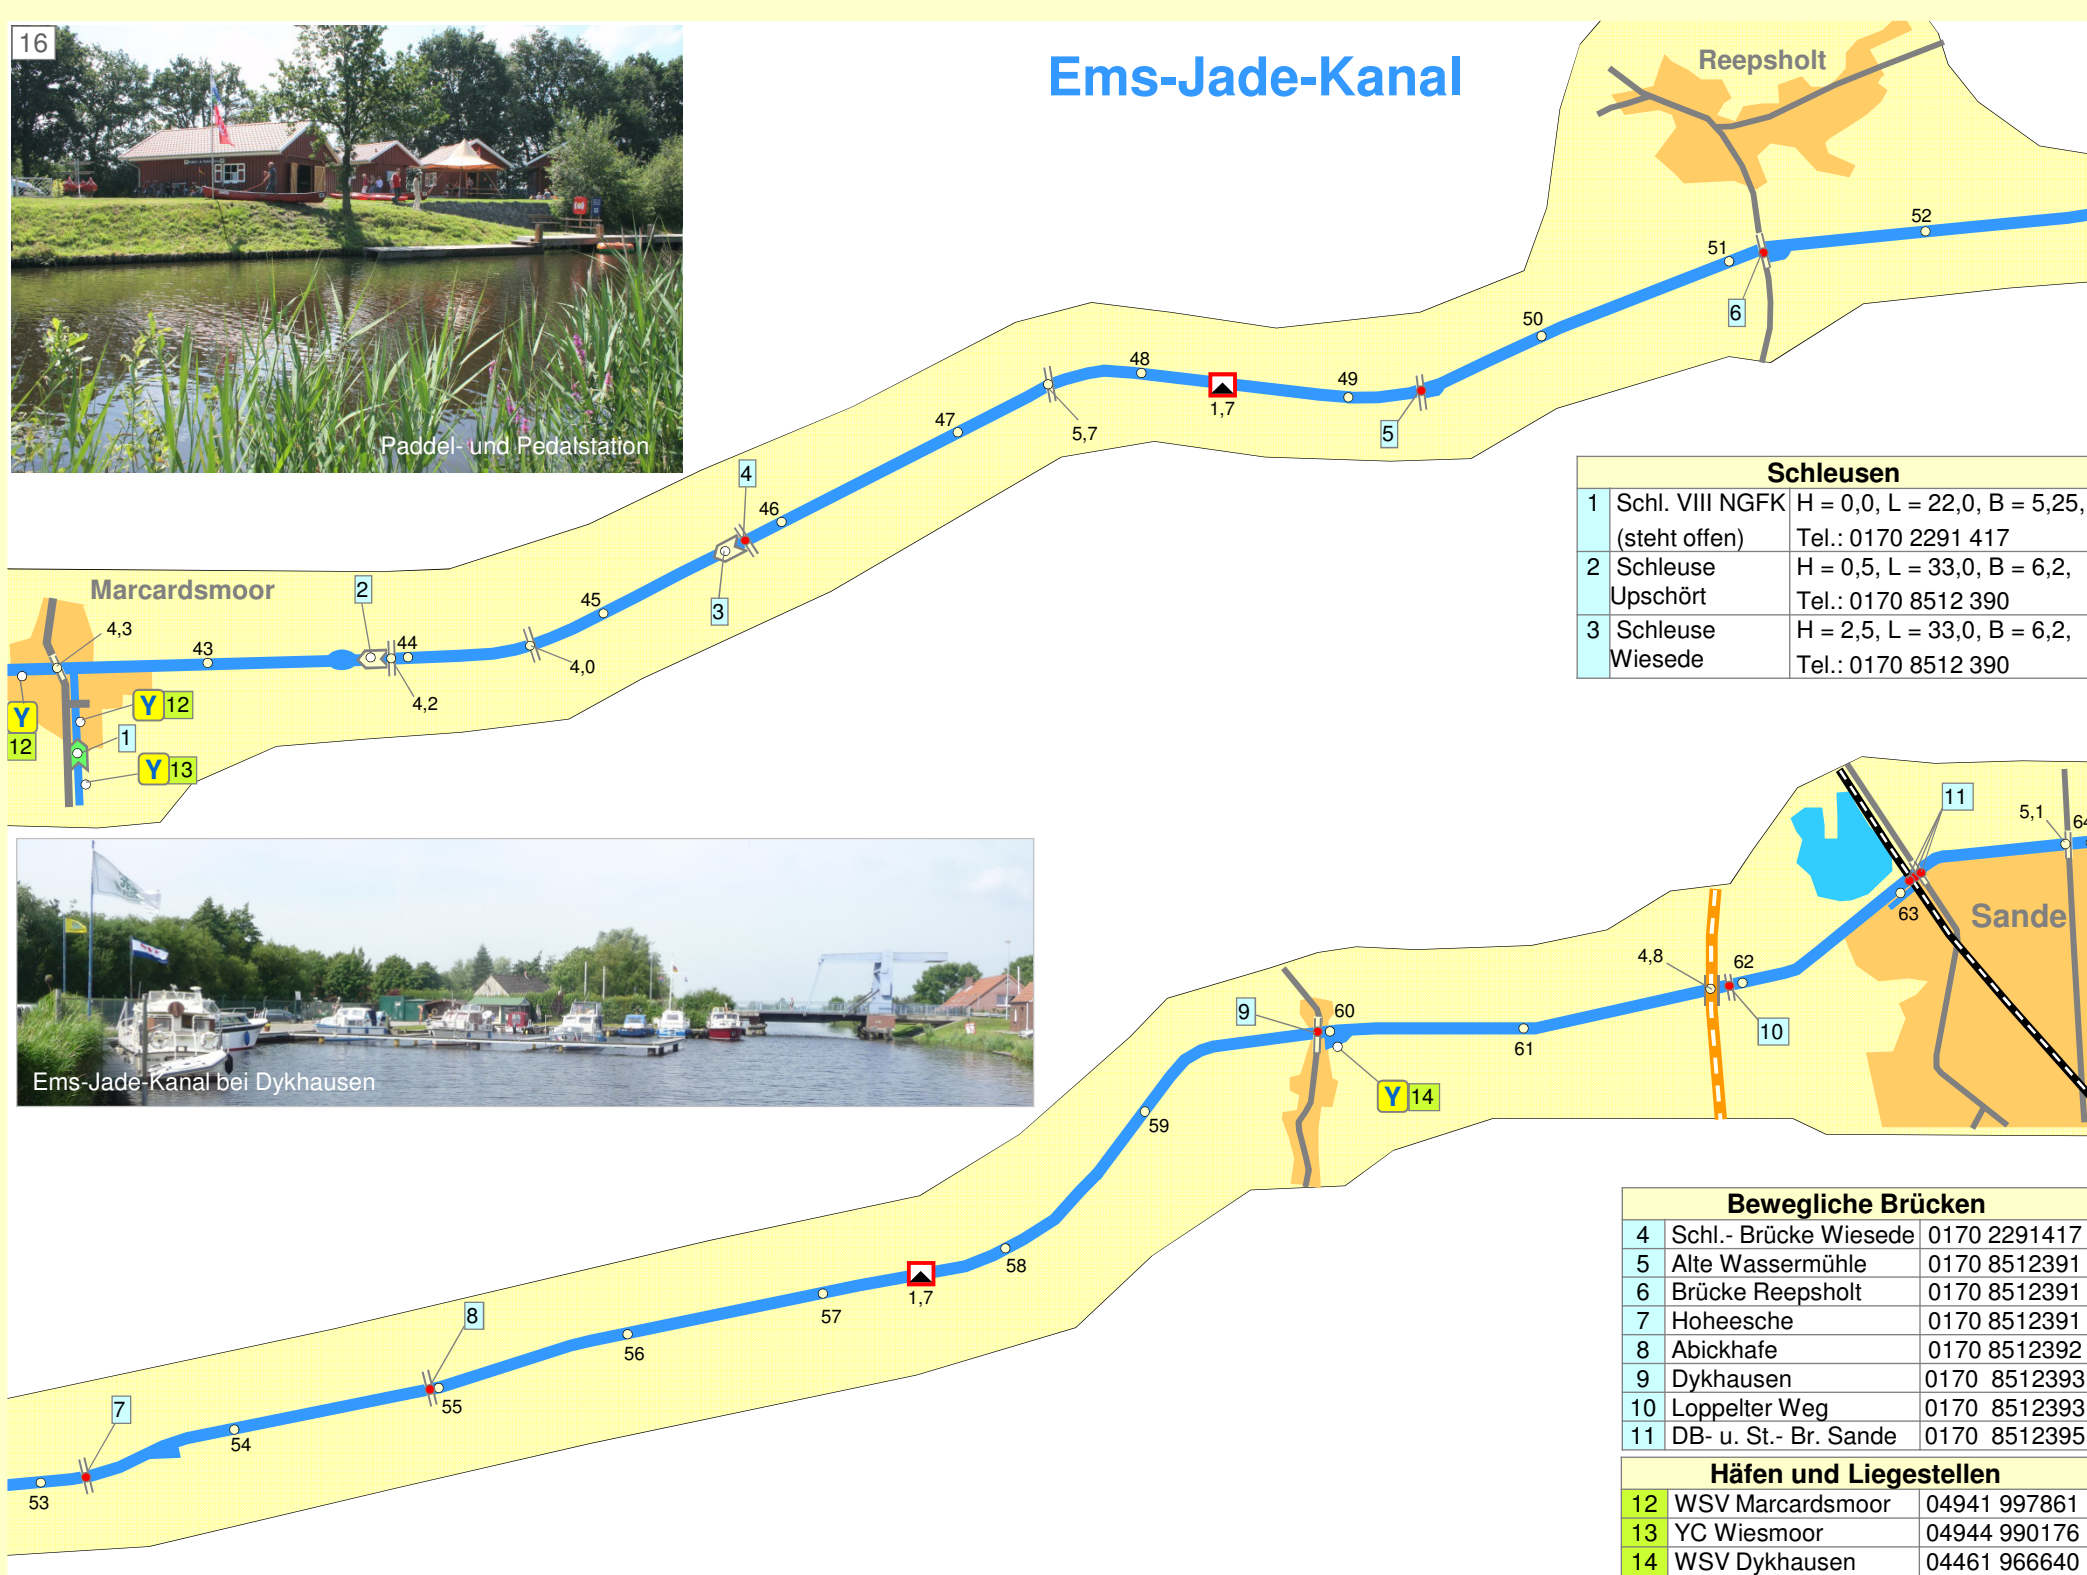 16
Paddel- und Pedalstation
Ems-Jade-Kanal
Reepsholt
52
51
6
50
48
49
1,7
5
47
5,7
4
46
3
45
Marcardsmoor
2
4,3
43
44
4,0
4,2
Y 12
Y
12
1
Y 13
Schleusen
1 Schl. VIII NGFK H = 0,0, L = 22,0, B = 5,25,
(steht offen) Tel.: 0170 2291 417
2 Schleuse H = 0,5, L = 33,0, B = 6,2,
Upschört Tel.: 0170 8512 390
3 Schleuse H = 2,5, L = 33,0, B = 6,2,
Wiesede Tel.: 0170 8512 390
Ems-Jade-Kanal bei Dykhausen
11
5,1
64
63
Sande
4,8
62
10
9
60
61
Y 14
59
58
1,7
57
8
56
55
7
54
53
Bewegliche Brücken
4 Schl.- Brücke Wiesede 0170 2291417
5 Alte Wassermühle 0170 8512391
6 Brücke Reepsholt 0170 8512391
7 Hoheesche 0170 8512391
8 Abickhafe 0170 8512392
9 Dykhausen 0170 8512393
10 Loppelter Weg 0170 8512393
11 DB- u. St.- Br. Sande 0170 8512395
Häfen und Liegestellen
12 WSV Marcardsmoor 04941 997861
13 YC Wiesmoor 04944 990176
14 WSV Dykhausen 04461 966640